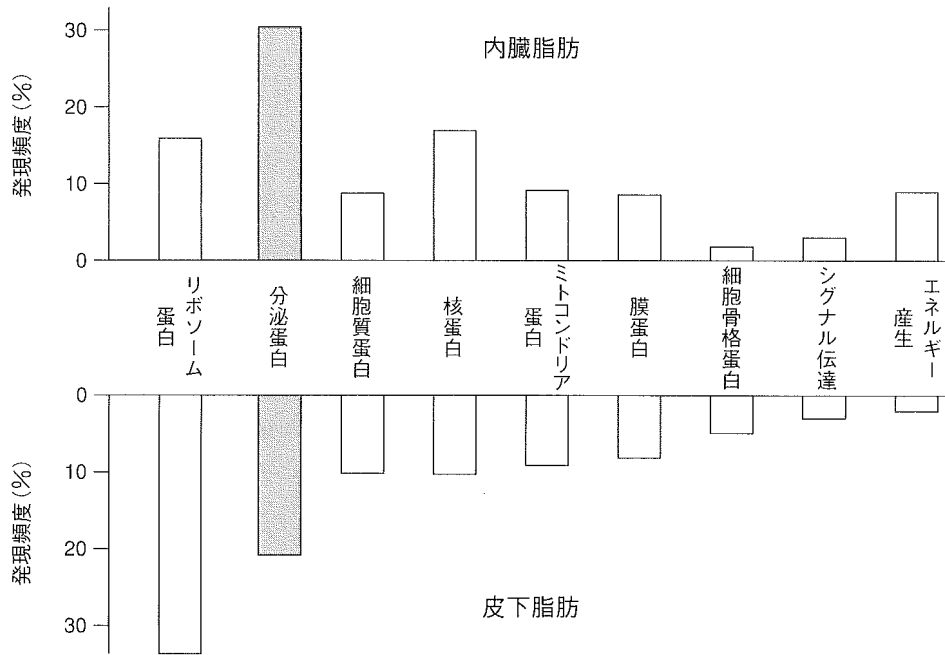 内臓脂肪
発現頻度(%)
30
20
10
0
リボソーム
蛋白
分泌蛋白
細胞質蛋白
核蛋白
ミトコンドリア
蛋白
膜蛋白
細胞骨格蛋白
シグナル伝達
エネルギー
産生
0
10
20
30
発現頻度(%)
皮下脂肪